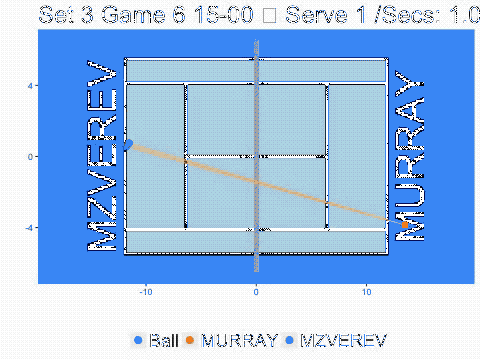 Set 3 Game 6 15-00 □ Serve 1 /Secs: 1.0
MZVEREV
MURRAY
4
0
-4
-10 0 10
Ball MURRAY MZVEREV